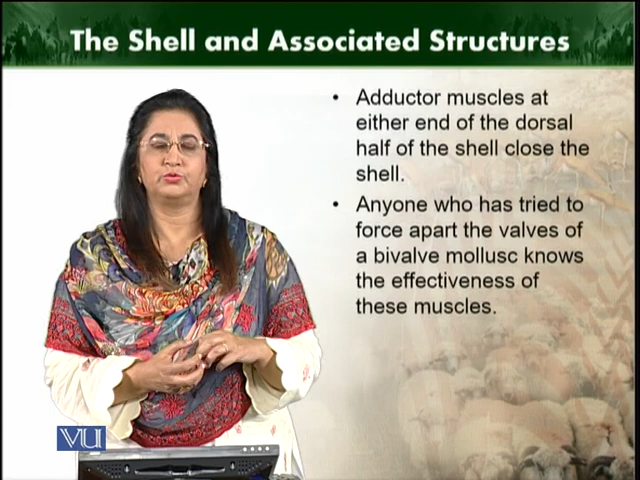 The Shell and Associated Structures
• Adductor muscles at
either end of the dorsal
half of the shell close the
shell.
• Anyone who has tried to
force apart the valves of
a bivalve mollusc knows
the effectiveness of
these muscles.
VU